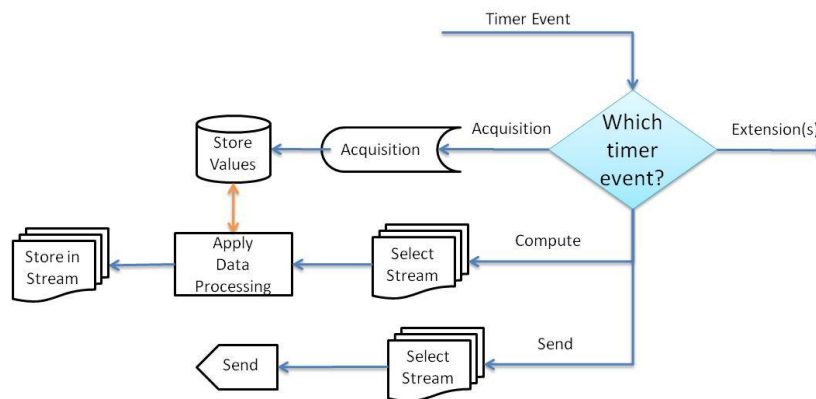 Timer Event
Which
timer
event?
Acquisition
Extension(s)
Acquisition
Store
Values
Compute
Select
Stream
Apply
Data
Processing
Store in
Stream
Send
Select
Stream
Send